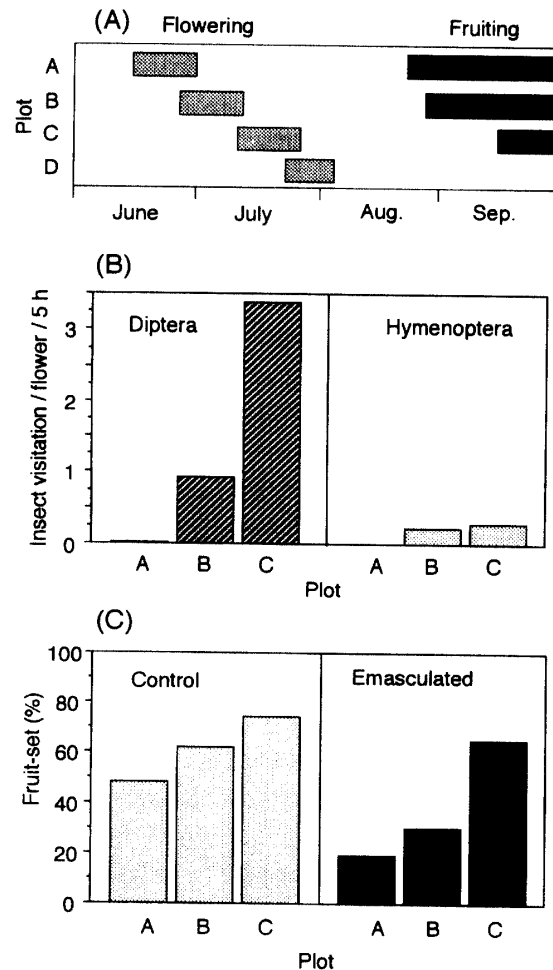 (A)
Flowering Fruiting
Plot
A
B
C
D
June July Aug. Sep.
(B)
Insect visitation / flower / 5 h
3
2
1
0
Diptera Hymenoptera
A B C A B C
Plot
(C)
Fruit-set (%)
100
80
60
40
20
0
Control Emasculated
A B C A B C
Plot